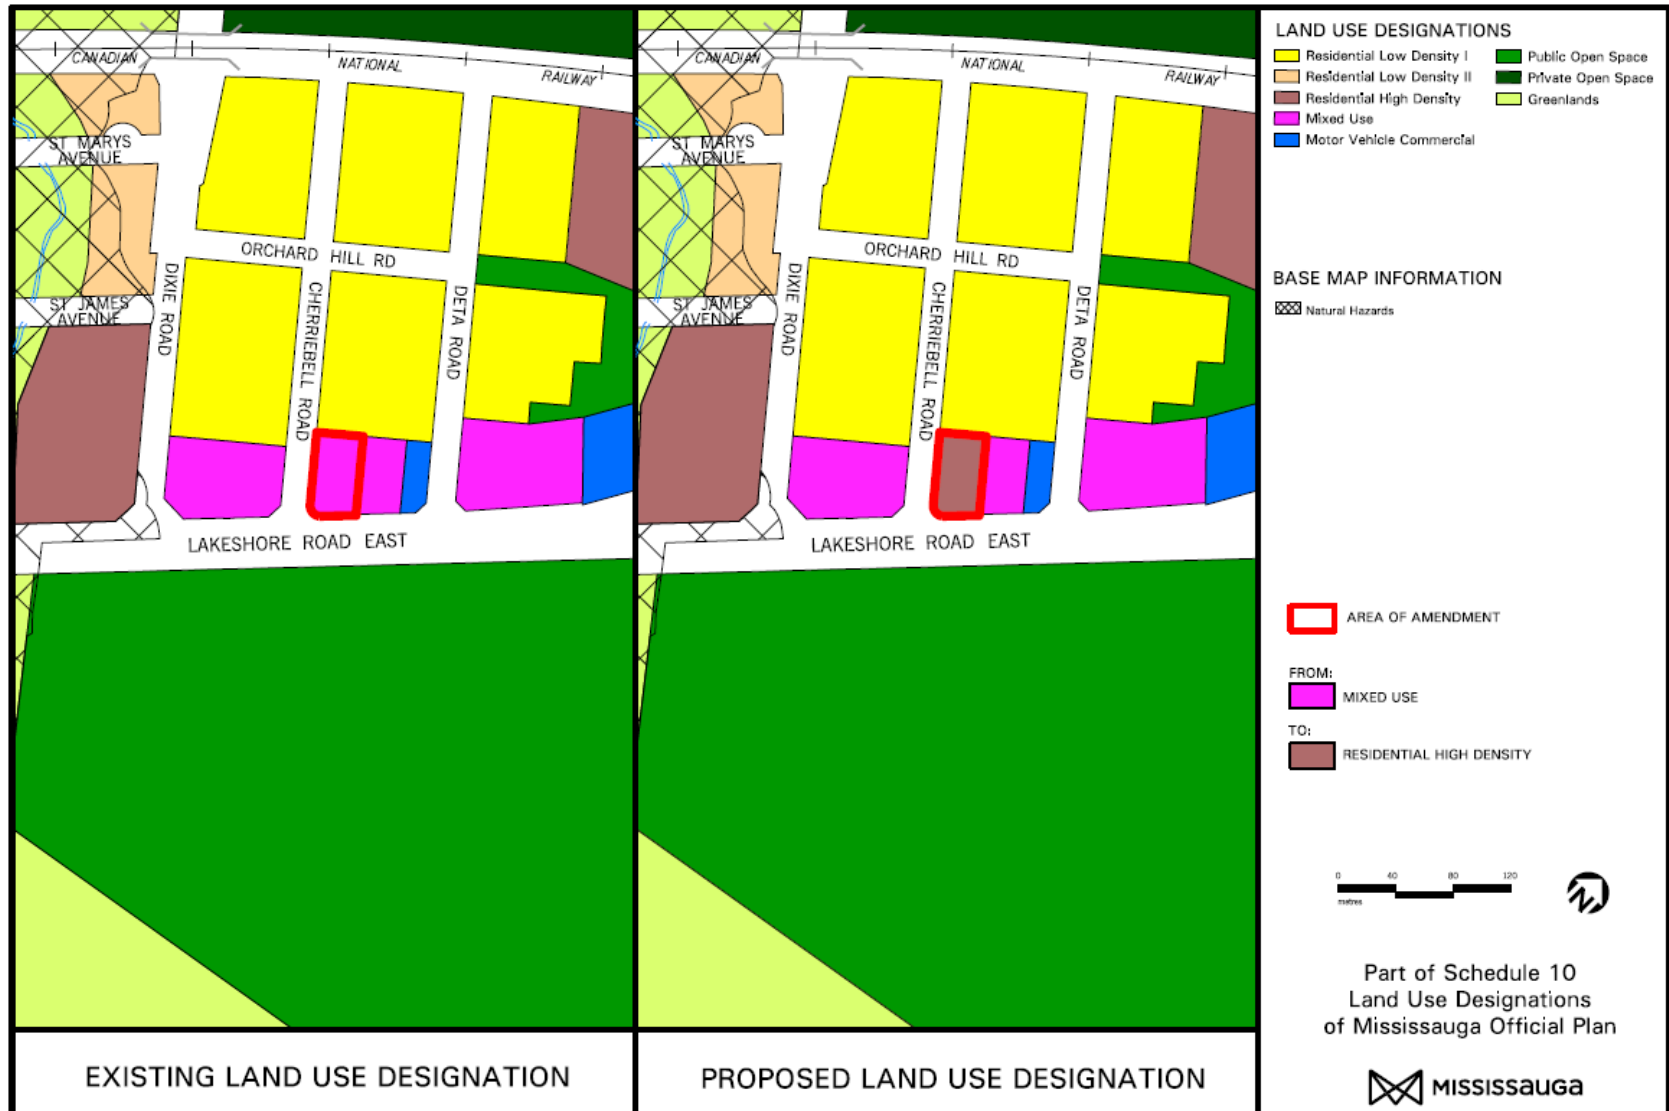 CANADIAN
NATIONAL
RAILWAY
ST MARYS
AVENUE
ORCHARD HILL RD
DIXIE ROAD
CHERRIEBELL ROAD
DETA ROAD
ST JAMES
AVENUE
LAKESHORE ROAD EAST
EXISTING LAND USE DESIGNATION
CANADIAN
NATIONAL
RAILWAY
ST MARYS
AVENUE
ORCHARD HILL RD
DIXIE ROAD
CHERRIEBELL ROAD
DETA ROAD
ST JAMES
AVENUE
LAKESHORE ROAD EAST
PROPOSED LAND USE DESIGNATION
LAND USE DESIGNATIONS
Residential Low Density I
Residential Low Density II
Residential High Density
Mixed Use
Motor Vehicle Commercial
Public Open Space
Private Open Space
Greenlands
BASE MAP INFORMATION
Natural Hazards
AREA OF AMENDMENT
FROM:
MIXED USE
TO:
RESIDENTIAL HIGH DENSITY
0 40 80 120
metres
N
Part of Schedule 10
Land Use Designations
of Mississauga Official Plan
MISSISSauGa